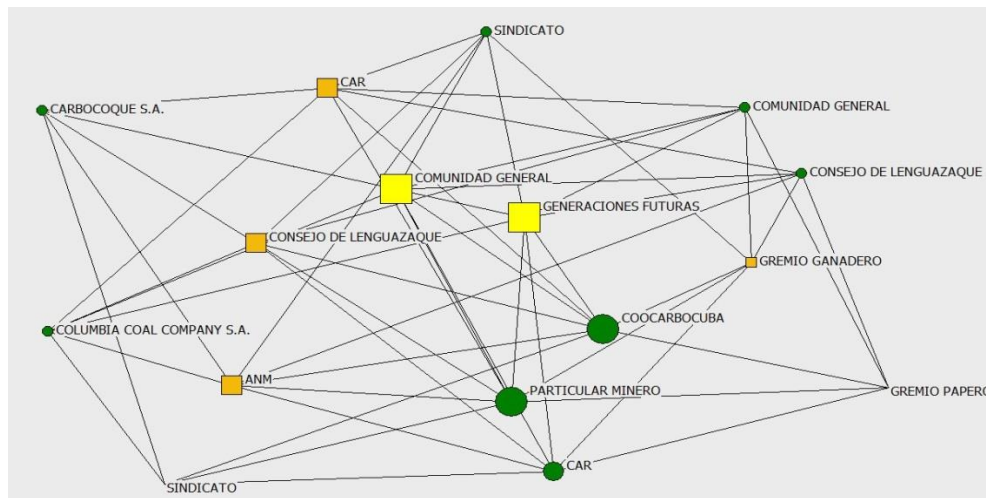 SINDICATO
CAR
CARBOCOQUE S.A.
COMUNIDAD GENERAL
CONSEJO DE LENGUAZAQUE
COMUNIDAD GENERAL
GENERACIONES FUTURAS
CONSEJO DE LENGUAZAQUE
GREMIO GANADERO
COOCARBOCUBA
COLUMBIA COAL COMPANY S.A.
ANM
PARTICULAR MINERO
GREMIO PAPERO
CAR
SINDICATO